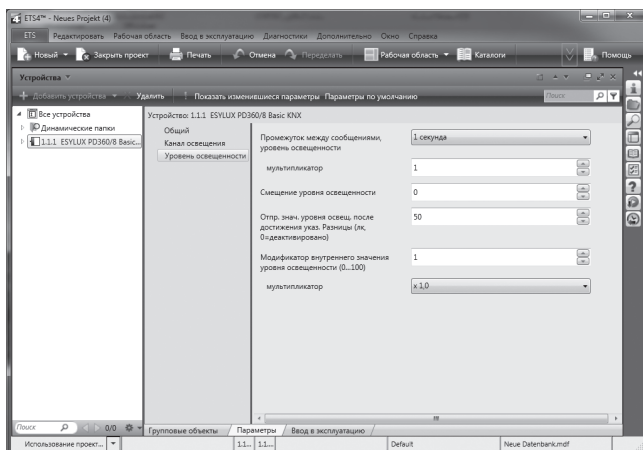 ETS4™ - Neues Projekt (4)
ETS Редактировать Рабочая область Ввод в эксплуатацию Диагностики Дополнительно Окно Справка
Новый Закрыть проект Печать Отмена Переделать Рабочая область Каталоги Помощь
Устройства
Добавить устройства Удалить Показать изменившиеся параметры Параметры по умолчанию Поиск
Все устройства
Динамические папки
1.1.1 ESYLUX PD360/8 Basic...
Устройство: 1.1.1 ESYLUX PD360/8 Basic KNX
Общий
Канал освещения
Уровень освещенности
Промежуток между сообщениями,
уровень освещенности
1 секунда
мультипликатор
1
Смещение уровня освещенности
0
Отпр. знач. уровня освещ. после
достижения указ. Разницы (лк,
0=деактивировано)
50
Модификатор внутреннего значения
уровня освещенности (0...100)
1
мультипликатор
x 1,0
Поиск 0/0
Групповые объекты Параметры Ввод в эксплуатацию
Использование проект... 1.1... 1.1... Default Neue Datenbank.mdf